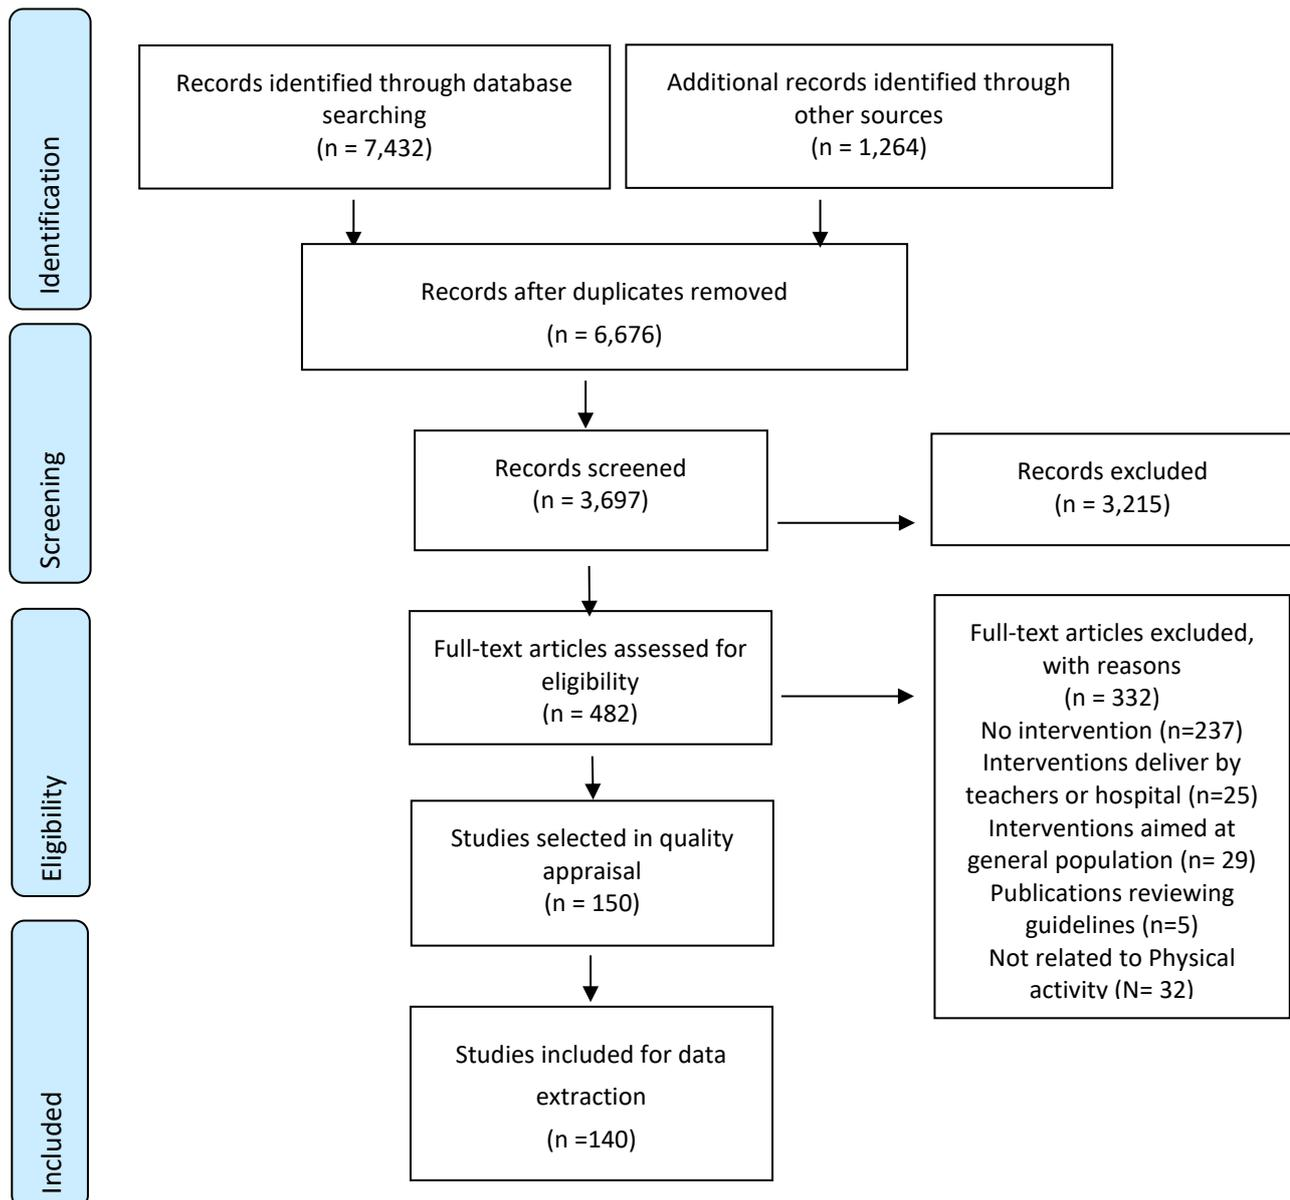 Identification
Records identified through database
searching
(n = 7,432)
Additional records identified through
other sources
(n = 1,264)
Records after duplicates removed
(n = 6,676)
Screening
Records screened
(n = 3,697)
Records excluded
(n = 3,215)
Eligibility
Full-text articles assessed for
eligibility
(n = 482)
Full-text articles excluded,
with reasons
(n = 332)
No intervention (n=237)
Interventions deliver by
teachers or hospital (n=25)
Interventions aimed at
general population (n= 29)
Publications reviewing
guidelines (n=5)
Not related to Physical
activity (N= 32)
Studies selected in quality
appraisal
(n = 150)
Included
Studies included for data
extraction
(n =140)